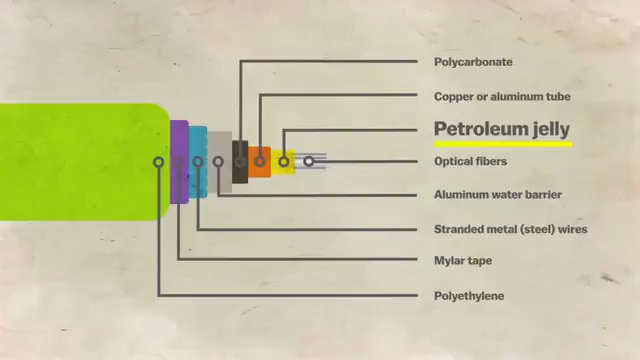 Polycarbonate
Copper or aluminum tube
Petroleum jelly
Optical fibers
Aluminum water barrier
Stranded metal (steel) wires
Mylar tape
Polyethylene